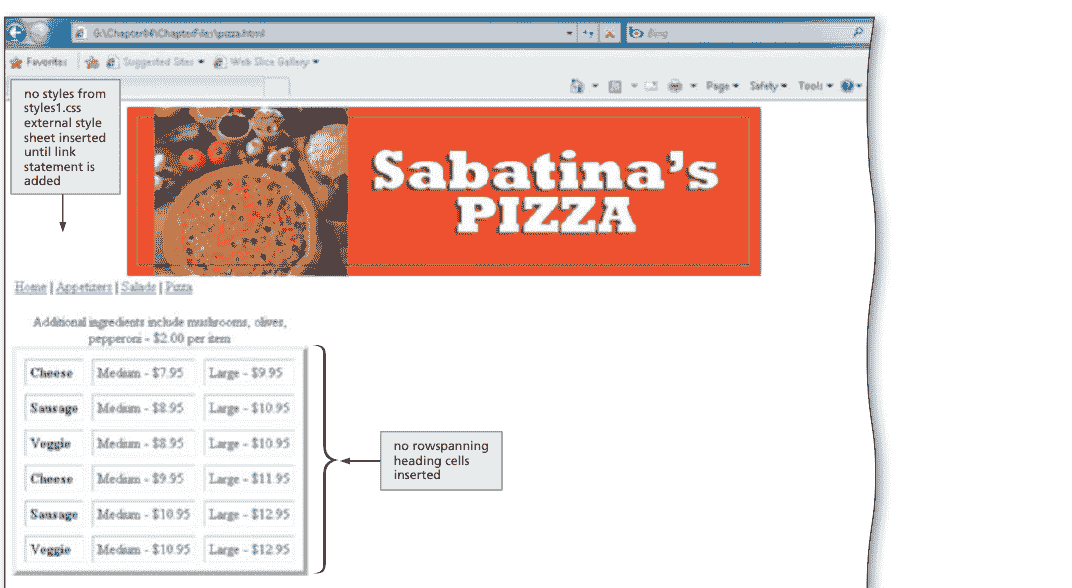 G:\Chapter04\ChapterFiles\pizza.html
Bing
Favorites
Suggested Sites
Web Slice Gallery
Page
Safety
Tools
no styles from
styles1.css
external style
sheet inserted
until link
statement is
added
Sabatina's
PIZZA
Home | Appetizers | Salads | Pizza
Additional ingredients include mushrooms, olives,
pepperoni - $2.00 per item
Cheese Medium - $7.95 Large - $9.95
Sausage Medium - $8.95 Large - $10.95
Veggie Medium - $8.95 Large - $10.95
Cheese Medium - $9.95 Large - $11.95
Sausage Medium - $10.95 Large - $12.95
Veggie Medium - $10.95 Large - $12.95
no rowspanning
heading cells
inserted